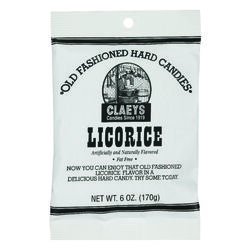 "OLD FASHIONED HARD CANDIES"
CLAEYS
Candies Since 1919
LICORICE
Artificially and Naturally Flavored
• Fat Free •
NOW YOU CAN ENJOY THAT OLD FASHIONED
LICORICE FLAVOR IN A
DELICIOUS HARD CANDY. TRY SOME TODAY.
NET WT. 6 OZ. (170g)